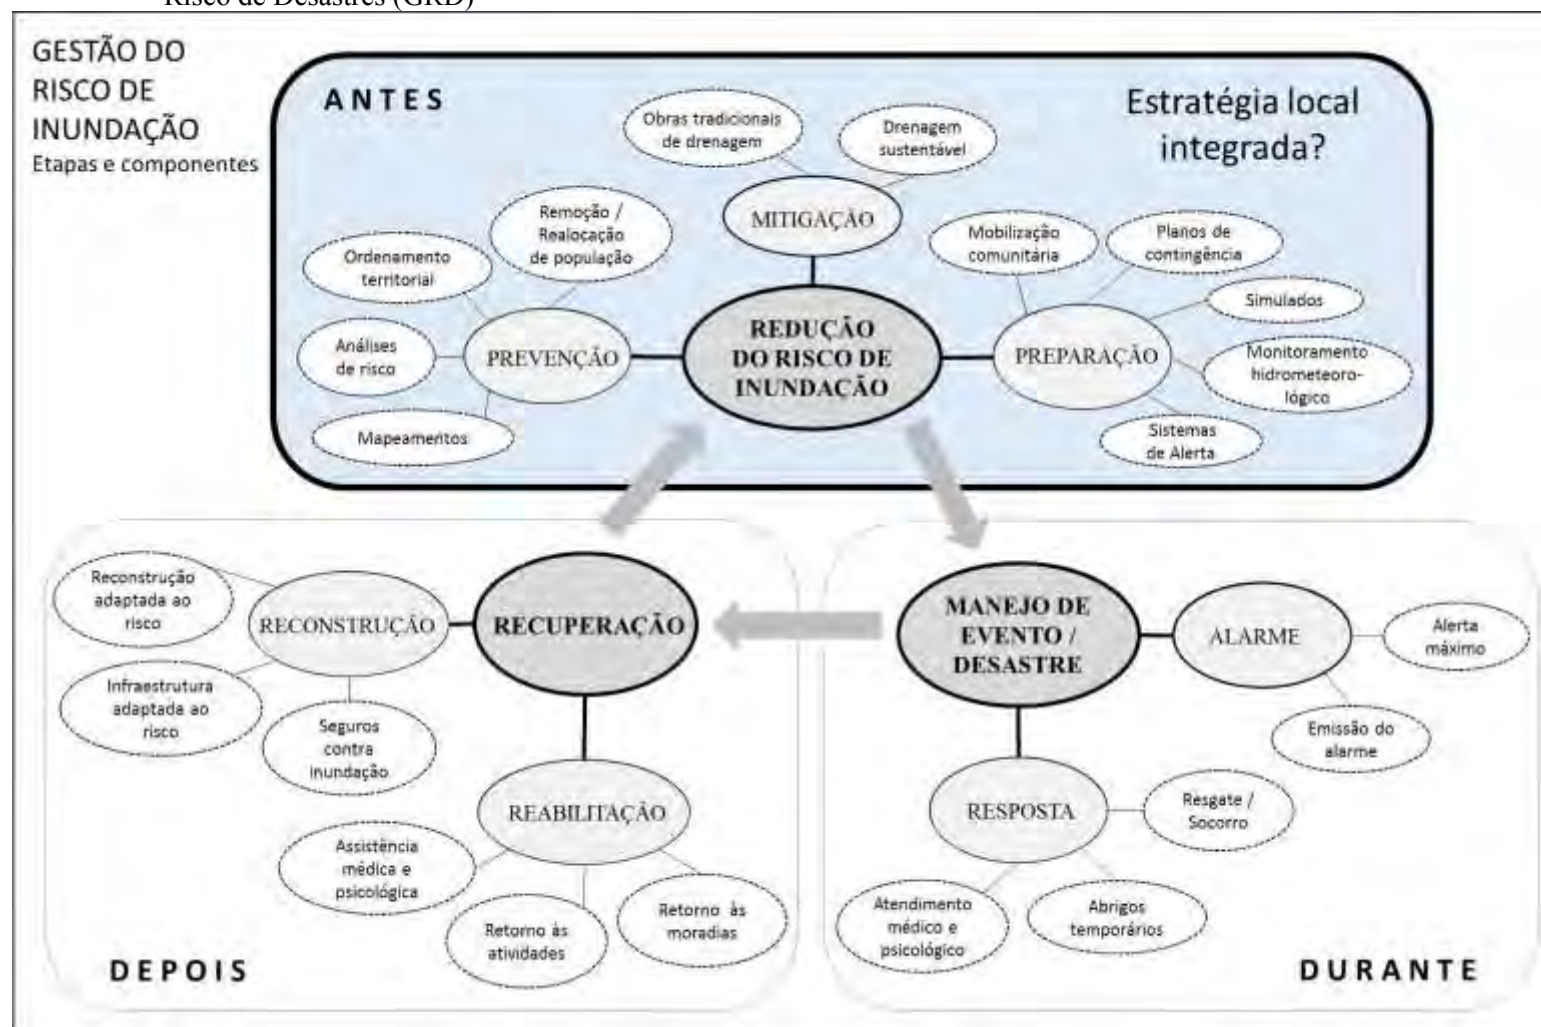 Risco de Desastres (GRD)
GESTÃO DO
RISCO DE
INUNDAÇÃO
Etapas e componentes
ANTES
Estratégia local
integrada?
Obras tradicionais
de drenagem
Drenagem
sustentável
MITIGAÇÃO
Remoção /
Realocação
de população
Ordenamento
territorial
Análises
de risco
Mapeamentos
PREVENÇÃO
REDUÇÃO
DO RISCO DE
INUNDAÇÃO
PREPARAÇÃO
Mobilização
comunitária
Planos de
contingência
Simulados
Monitoramento
hidrometeoro-
lógico
Sistemas
de Alerta
Reconstrução
adaptada ao
risco
RECONSTRUÇÃO
RECUPERAÇÃO
Infraestrutura
adaptada ao
risco
Seguros
contra
inundação
REABILITAÇÃO
Assistência
médica e
psicológica
Retorno às
atividades
Retorno às
moradias
DEPOIS
MANEJO DE
EVENTO /
DESASTRE
ALARME
Alerta
máximo
Emissão do
alarme
RESPOSTA
Resgate /
Socorro
Atendimento
médico e
psicológico
Abrigos
temporários
DURANTE